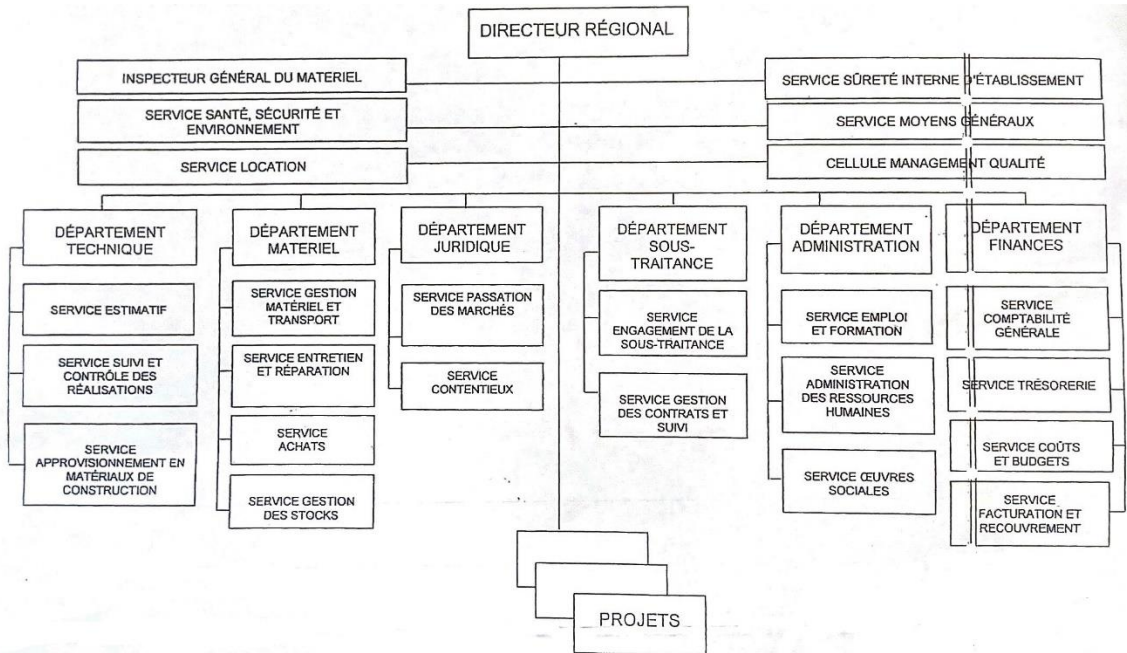 DIRECTEUR RÉGIONAL
INSPECTEUR GÉNÉRAL DU MATERIEL
SERVICE SÛRETÉ INTERNE D'ÉTABLISSEMENT
SERVICE SANTÉ, SÉCURITÉ ET
ENVIRONNEMENT
SERVICE MOYENS GÉNÉRAUX
SERVICE LOCATION
CELLULE MANAGEMENT QUALITÉ
DÉPARTEMENT
TECHNIQUE
SERVICE ESTIMATIF
SERVICE SUIVI ET
CONTRÔLE DES
RÉALISATIONS
SERVICE
APPROVISIONNEMENT EN
MATÉRIAUX DE
CONSTRUCTION
DÉPARTEMENT
MATERIEL
SERVICE GESTION
MATÉRIEL ET
TRANSPORT
SERVICE ENTRETIEN
ET RÉPARATION
SERVICE
ACHATS
SERVICE GESTION
DES STOCKS
DÉPARTEMENT
JURIDIQUE
SERVICE PASSATION
DES MARCHÉS
SERVICE
CONTENTIEUX
DÉPARTEMENT
SOUS-
TRAITANCE
SERVICE
ENGAGEMENT DE LA
SOUS-TRAITANCE
SERVICE GESTION
DES CONTRATS ET
SUIVI
DÉPARTEMENT
ADMINISTRATION
SERVICE EMPLOI
ET FORMATION
SERVICE
ADMINISTRATION
DES RESSOURCES
HUMAINES
SERVICE ŒUVRES
SOCIALES
DÉPARTEMENT
FINANCES
SERVICE
COMPTABILITÉ
GÉNÉRALE
SERVICE TRÉSORERIE
SERVICE COÛTS
ET BUDGETS
SERVICE
FACTURATION ET
RECOUVREMENT
PROJETS